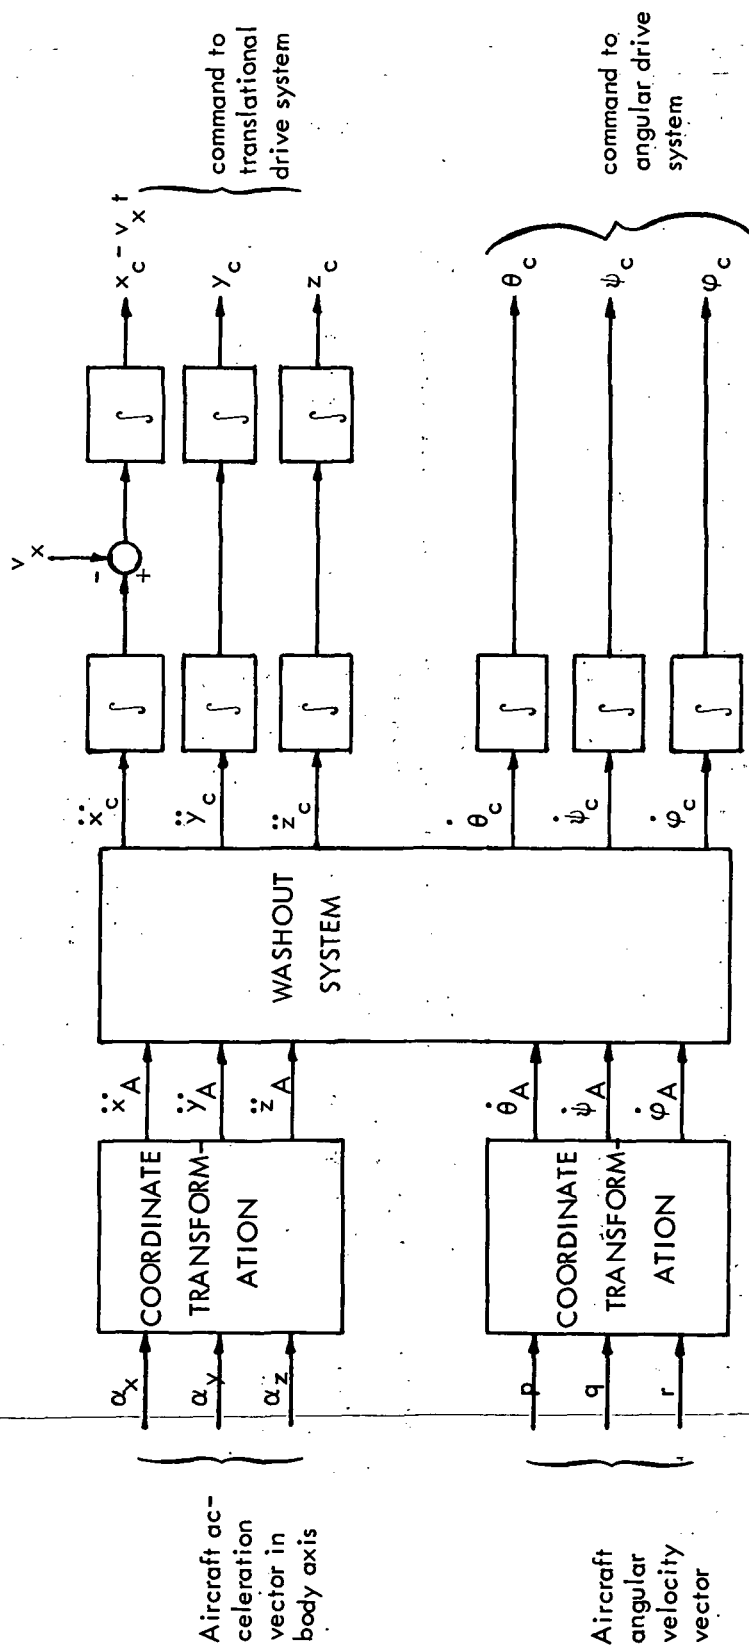 Aircraft ac-
celeration
vector in
body axis
α_x
α_y
α_z
COORDINATE
TRANSFORM-
ATION
ẍ_A
ÿ_A
z̈_A
WASHOUT
SYSTEM
ẍ_c
ÿ_c
z̈_c
∫
∫
∫
v_x
-
+
∫
∫
∫
x_c - v_x t
y_c
z_c
command to
translational
drive system
Aircraft
angular
velocity
vector
p
q
r
COORDINATE
TRANSFORM-
ATION
θ̇_A
ψ̇_A
φ̇_A
θ̇_c
ψ̇_c
φ̇_c
∫
∫
∫
θ_c
ψ_c
φ_c
command to
angular drive
system